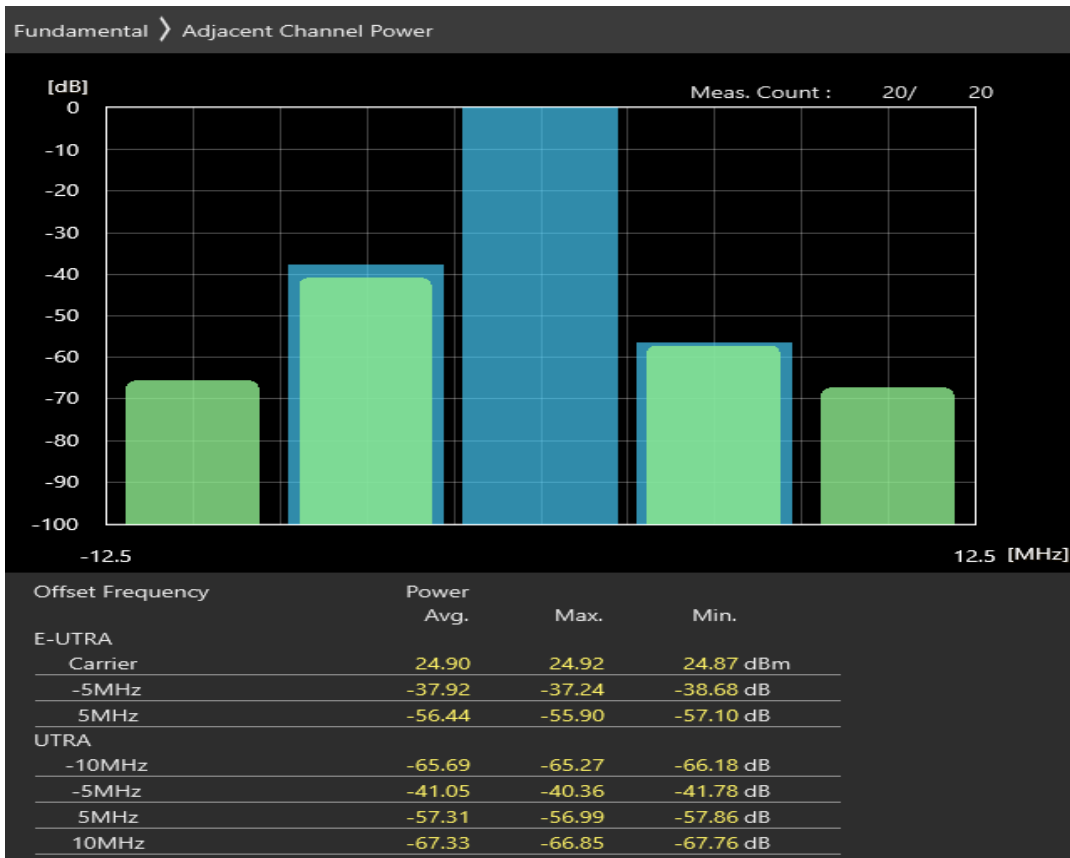 Fundamental 〉 Adjacent Channel Power
[dB]
Meas. Count : 20/ 20
0
-10
-20
-30
-40
-50
-60
-70
-80
-90
-100
-12.5 12.5 [MHz]
Offset Frequency Power
Avg. Max. Min.
E-UTRA
Carrier 24.90 24.92 24.87 dBm
-5MHz -37.92 -37.24 -38.68 dB
5MHz -56.44 -55.90 -57.10 dB
UTRA
-10MHz -65.69 -65.27 -66.18 dB
-5MHz -41.05 -40.36 -41.78 dB
5MHz -57.31 -56.99 -57.86 dB
10MHz -67.33 -66.85 -67.76 dB